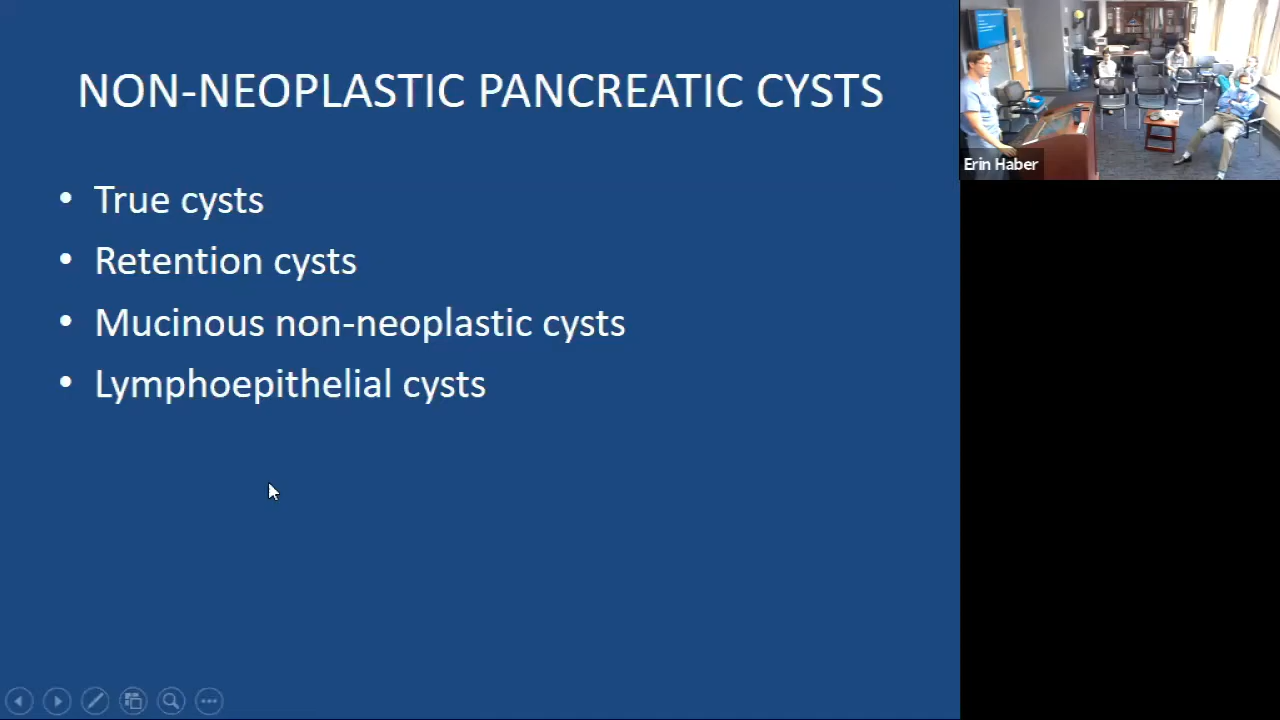 NON-NEOPLASTIC PANCREATIC CYSTS
• True cysts
• Retention cysts
• Mucinous non-neoplastic cysts
• Lymphoepithelial cysts
Erin Haber